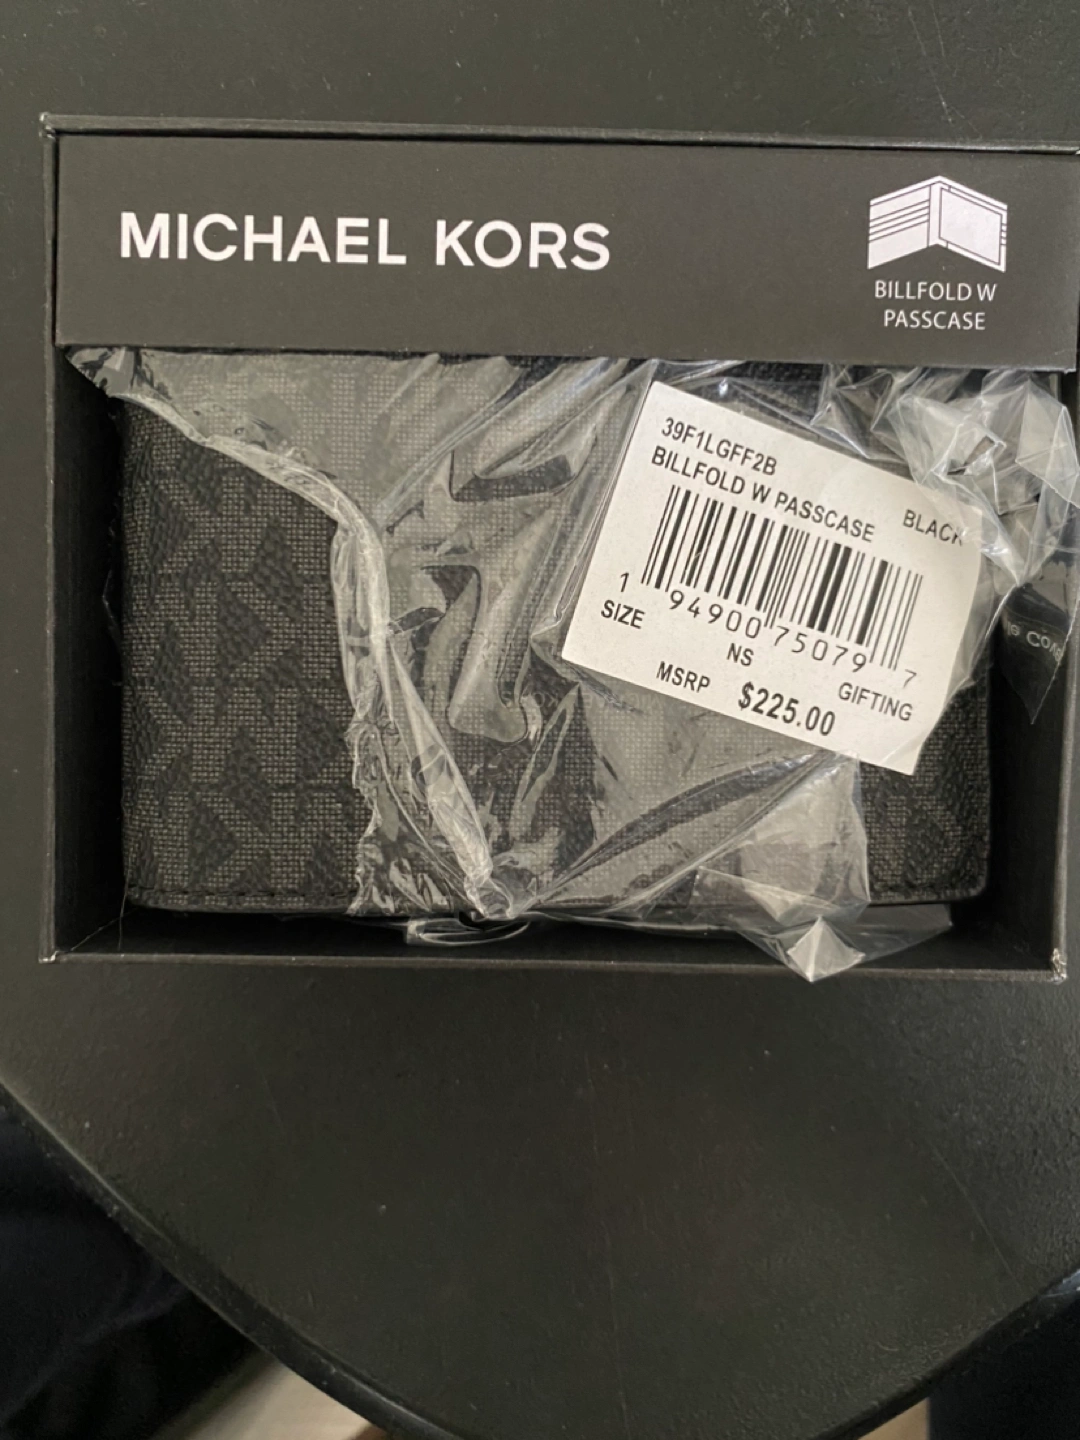 MICHAEL KORS
BILLFOLD W
PASSCASE
39F1LGFF2B
BILLFOLD W PASSCASE BLACK
1 94900 75079 7
SIZE NS GIFTING
MSRP $225.00